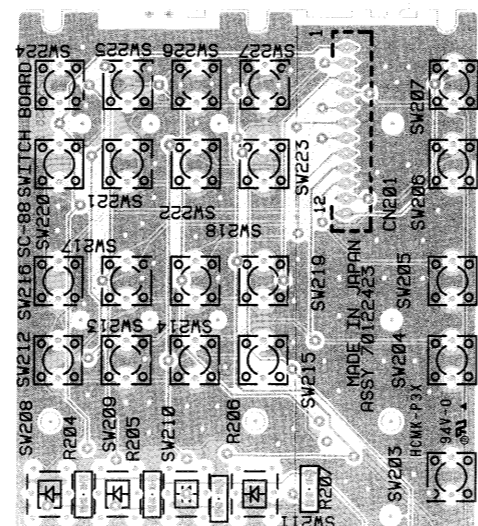 SW224
SW225
SW226
SW227
1
SW207
SC-88 SWITCH BOARD
SW220
SW221
SW222
SW223
12
CN201
SW206
SW216
SW217
SW218
SW219
MADE IN JAPAN
ASSY 70122423
SW205
SW212
SW213
SW214
SW215
SW204
SW208
R204
SW209
R205
SW210
R206
HCMK-P3X
94V-0
SW203
R207
SW211